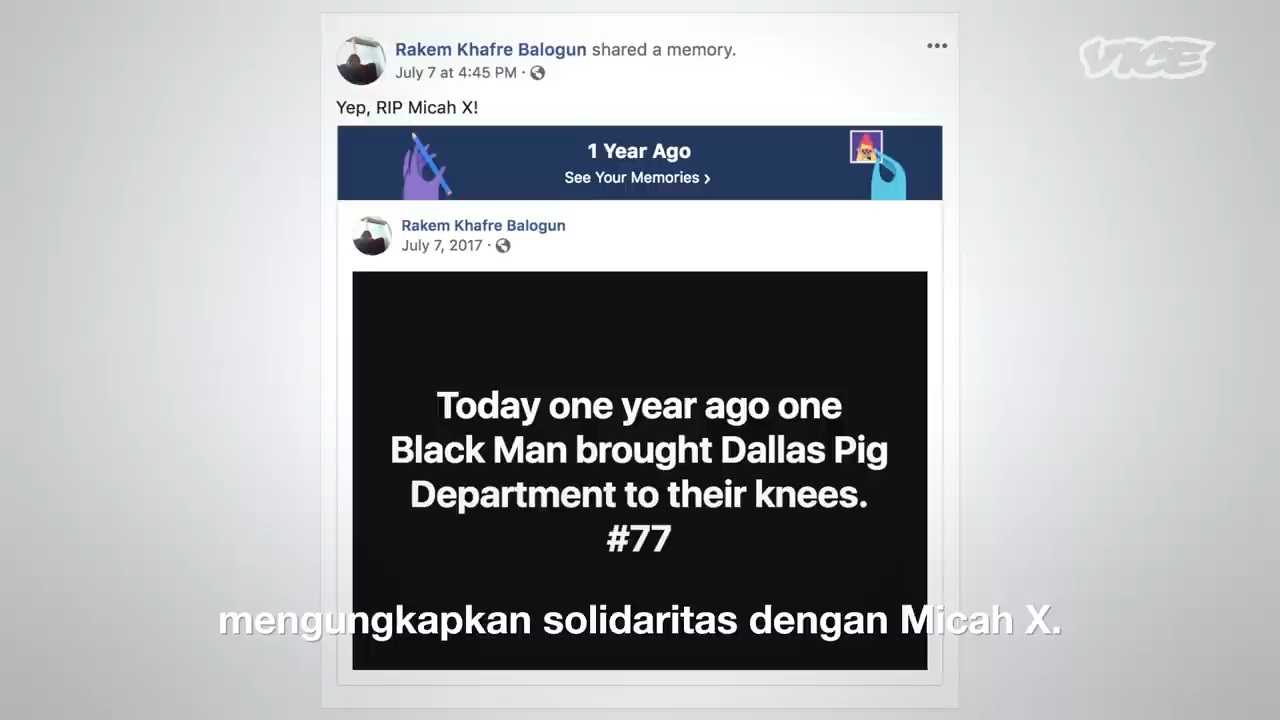 Rakem Khafre Balogun shared a memory.
VICE
July 7 at 4:45 PM ·
Yep, RIP Micah X!
1 Year Ago
See Your Memories ›
Rakem Khafre Balogun
July 7, 2017 ·
Today one year ago one
Black Man brought Dallas Pig
Department to their knees.
#77
mengungkapkan solidaritas dengan Micah X.